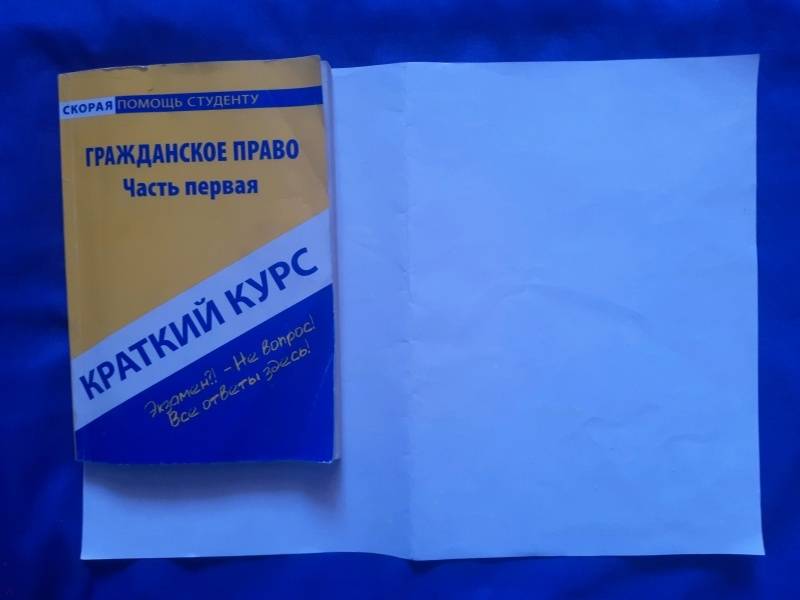 СКОРАЯ ПОМОЩЬ СТУДЕНТУ
ГРАЖДАНСКОЕ ПРАВО
Часть первая
КРАТКИЙ КУРС
Экзамен?! - Не вопрос!
Все ответы здесь!